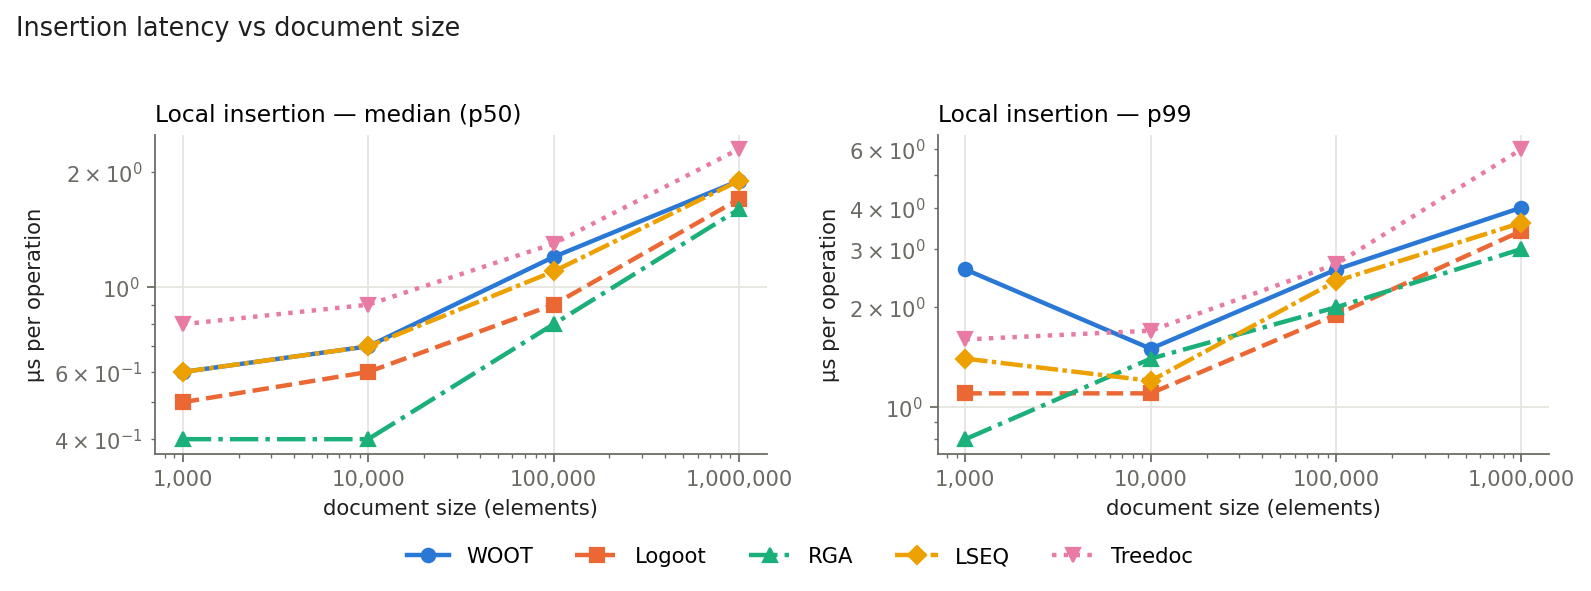 Insertion latency vs document size
Local insertion — median (p50)
2 × 10⁰
10⁰
6 × 10⁻¹
4 × 10⁻¹
µs per operation
1,000 10,000 100,000 1,000,000
document size (elements)
Local insertion — p99
6 × 10⁰
4 × 10⁰
3 × 10⁰
2 × 10⁰
10⁰
µs per operation
1,000 10,000 100,000 1,000,000
document size (elements)
WOOT Logoot RGA LSEQ Treedoc